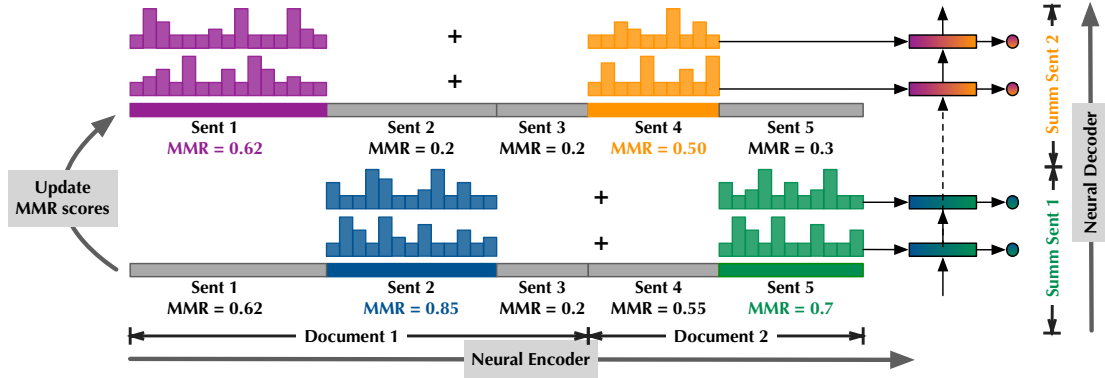 +
+
Sent 1
Sent 2
Sent 3
Sent 4
Sent 5
MMR = 0.62
MMR = 0.2
MMR = 0.2
MMR = 0.50
MMR = 0.3
Update
MMR scores
+
+
Sent 1
Sent 2
Sent 3
Sent 4
Sent 5
MMR = 0.62
MMR = 0.85
MMR = 0.2
MMR = 0.55
MMR = 0.7
Document 1
Document 2
Neural Encoder
Summ Sent 2
Summ Sent 1
Neural Decoder